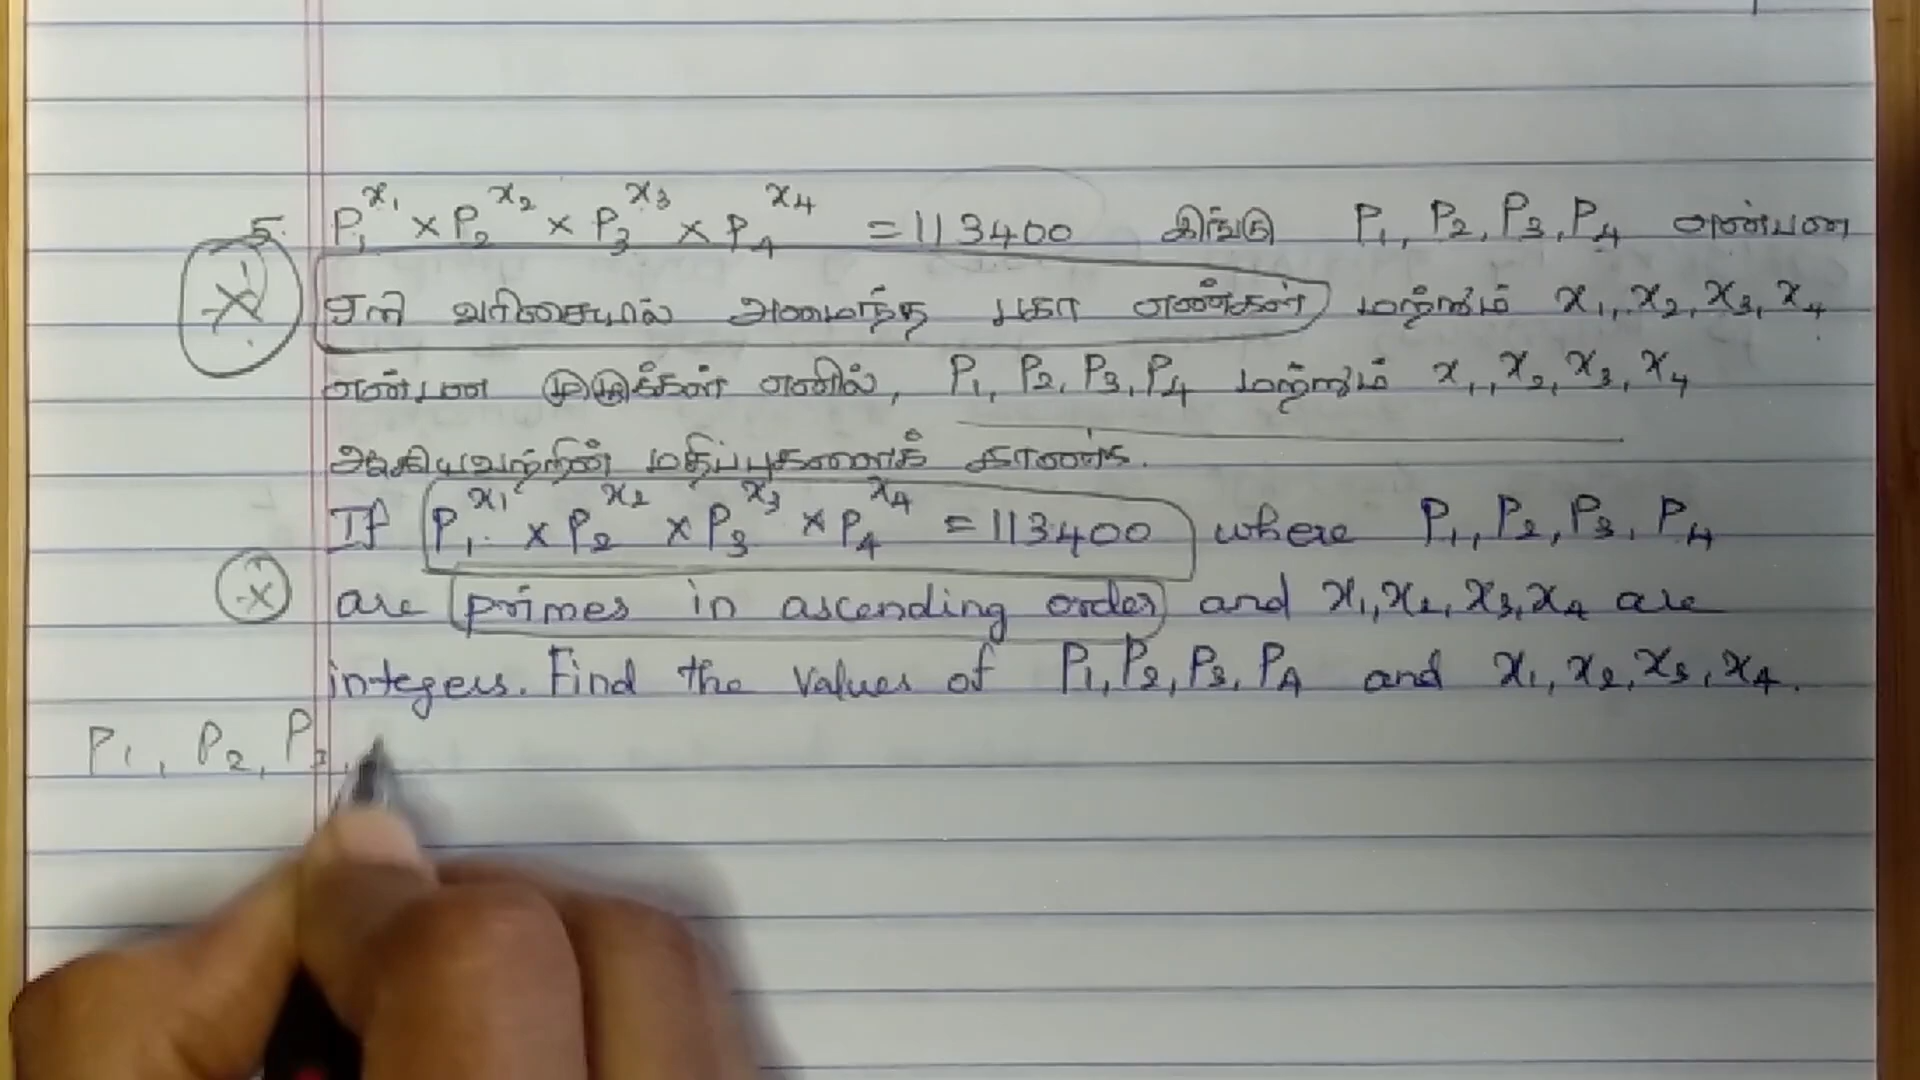 5. P₁^x₁ × P₂^x₂ × P₃^x₃ × P₄^x₄ = 113400 இங்கு P₁, P₂, P₃, P₄ என்பன
ஏறு வரிசையில் அமைந்த பகா எண்கள் மற்றும் x₁, x₂, x₃, x₄
என்பன முழுக்கள் எனில், P₁, P₂, P₃, P₄ மற்றும் x₁, x₂, x₃, x₄
ஆகியவற்றின் மதிப்புகளைக் காண்க.
If P₁^x₁ × P₂^x₂ × P₃^x₃ × P₄^x₄ = 113400 where P₁, P₂, P₃, P₄
are primes in ascending order and x₁, x₂, x₃, x₄ are
integers. Find the values of P₁, P₂, P₃, P₄ and x₁, x₂, x₃, x₄.
P₁, P₂, P₃,